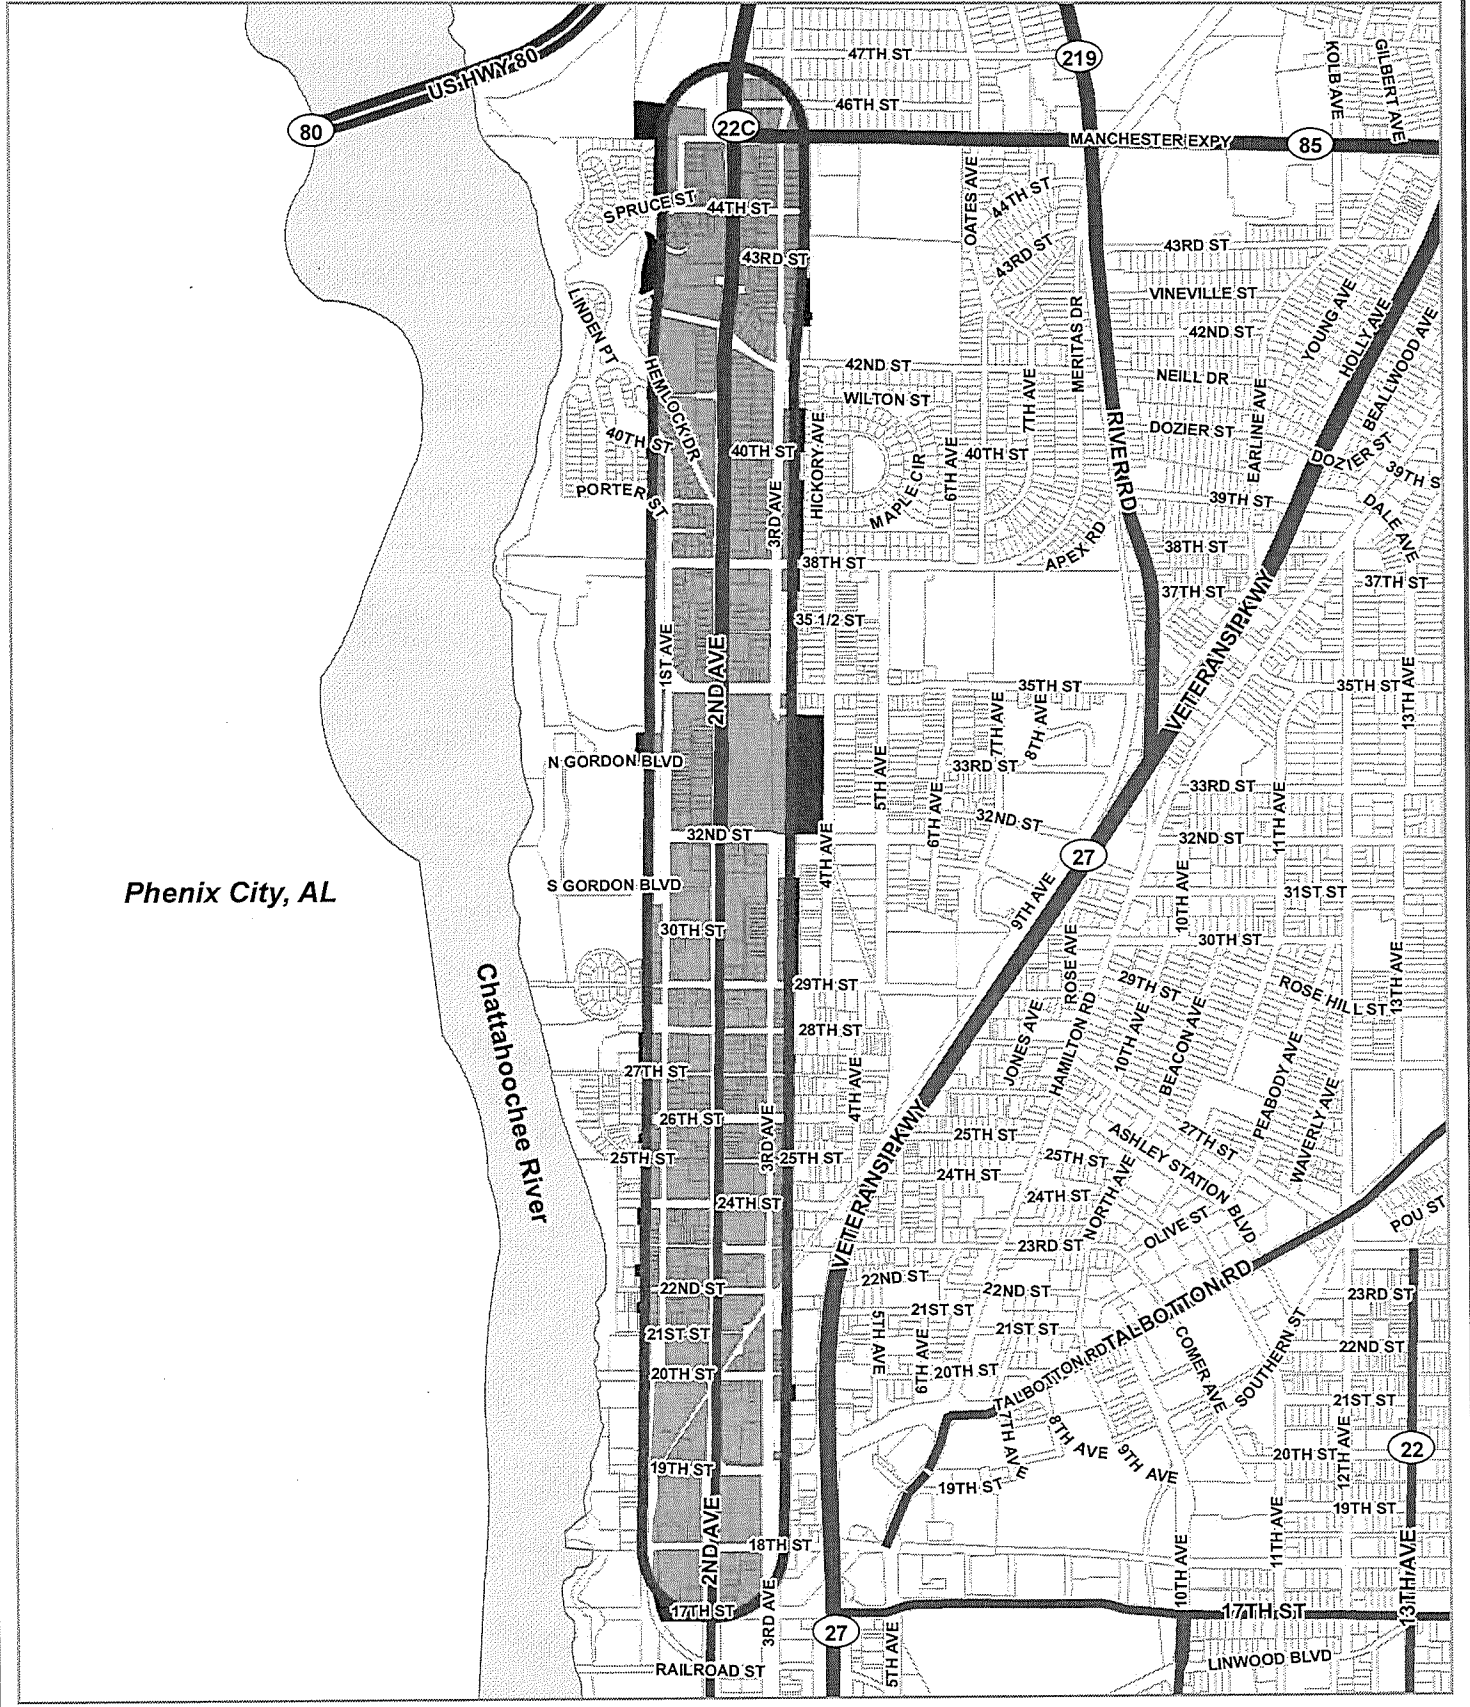 47TH ST
219
KOLB AVE
GILBERT AVE
US HWY 80
46TH ST
80
22C
MANCHESTER EXPY
85
OATES AVE
44TH ST
SPRUCE ST
44TH ST
43RD ST
43RD ST
43RD ST
LINDEN PT
VINEVILLE ST
YOUNG AVE
HOLLY AVE
BEALLWOOD AVE
MERITAS DR
42ND ST
42ND ST
HEMLOCK DR
NEILL DR
WILTON ST
7TH AVE
EARLINE AVE
RIVER RD
HICKORY AVE
DOZIER ST
40TH ST
40TH ST
40TH ST
6TH AVE
MAPLE CIR
DOZIER ST
39TH S
PORTER ST
3RD AVE
39TH ST
DALE AVE
APEX RD
38TH ST
38TH ST
37TH ST
37TH ST
35 1/2 ST
VETERANS PKWY
1ST AVE
2ND AVE
35TH ST
35TH ST
13TH AVE
7TH AVE
8TH AVE
N GORDON BLVD
5TH AVE
33RD ST
33RD ST
6TH AVE
32ND ST
11TH AVE
32ND ST
32ND ST
4TH AVE
27
Phenix City, AL
S GORDON BLVD
9TH AVE
10TH AVE
31ST ST
30TH ST
30TH ST
ROSE AVE
13TH AVE
29TH ST
29TH ST
ROSE HILL ST
Chattahoochee River
28TH ST
JONES AVE
HAMILTON RD
10TH AVE
BEACON AVE
PEABODY AVE
27TH ST
4TH AVE
WAVERLY AVE
26TH ST
3RD AVE
25TH ST
ASHLEY STATION BLVD
27TH ST
25TH ST
25TH ST
25TH ST
24TH ST
24TH ST
24TH ST
NORTH AVE
VETERANS PKWY
OLIVE ST
POU ST
23RD ST
22ND ST
22ND ST
22ND ST
TALBOTTON RD
23RD ST
21ST ST
21ST ST
21ST ST
5TH AVE
6TH AVE
COMER AVE
SOUTHERN ST
22ND ST
20TH ST
20TH ST
TALBOTTON RD
21ST ST
7TH AVE
8TH AVE
9TH AVE
20TH ST
12TH AVE
22
19TH ST
19TH ST
19TH ST
2ND AVE
18TH ST
10TH AVE
11TH AVE
13TH AVE
17TH ST
3RD AVE
17TH ST
27
5TH AVE
LINWOOD BLVD
RAILROAD ST